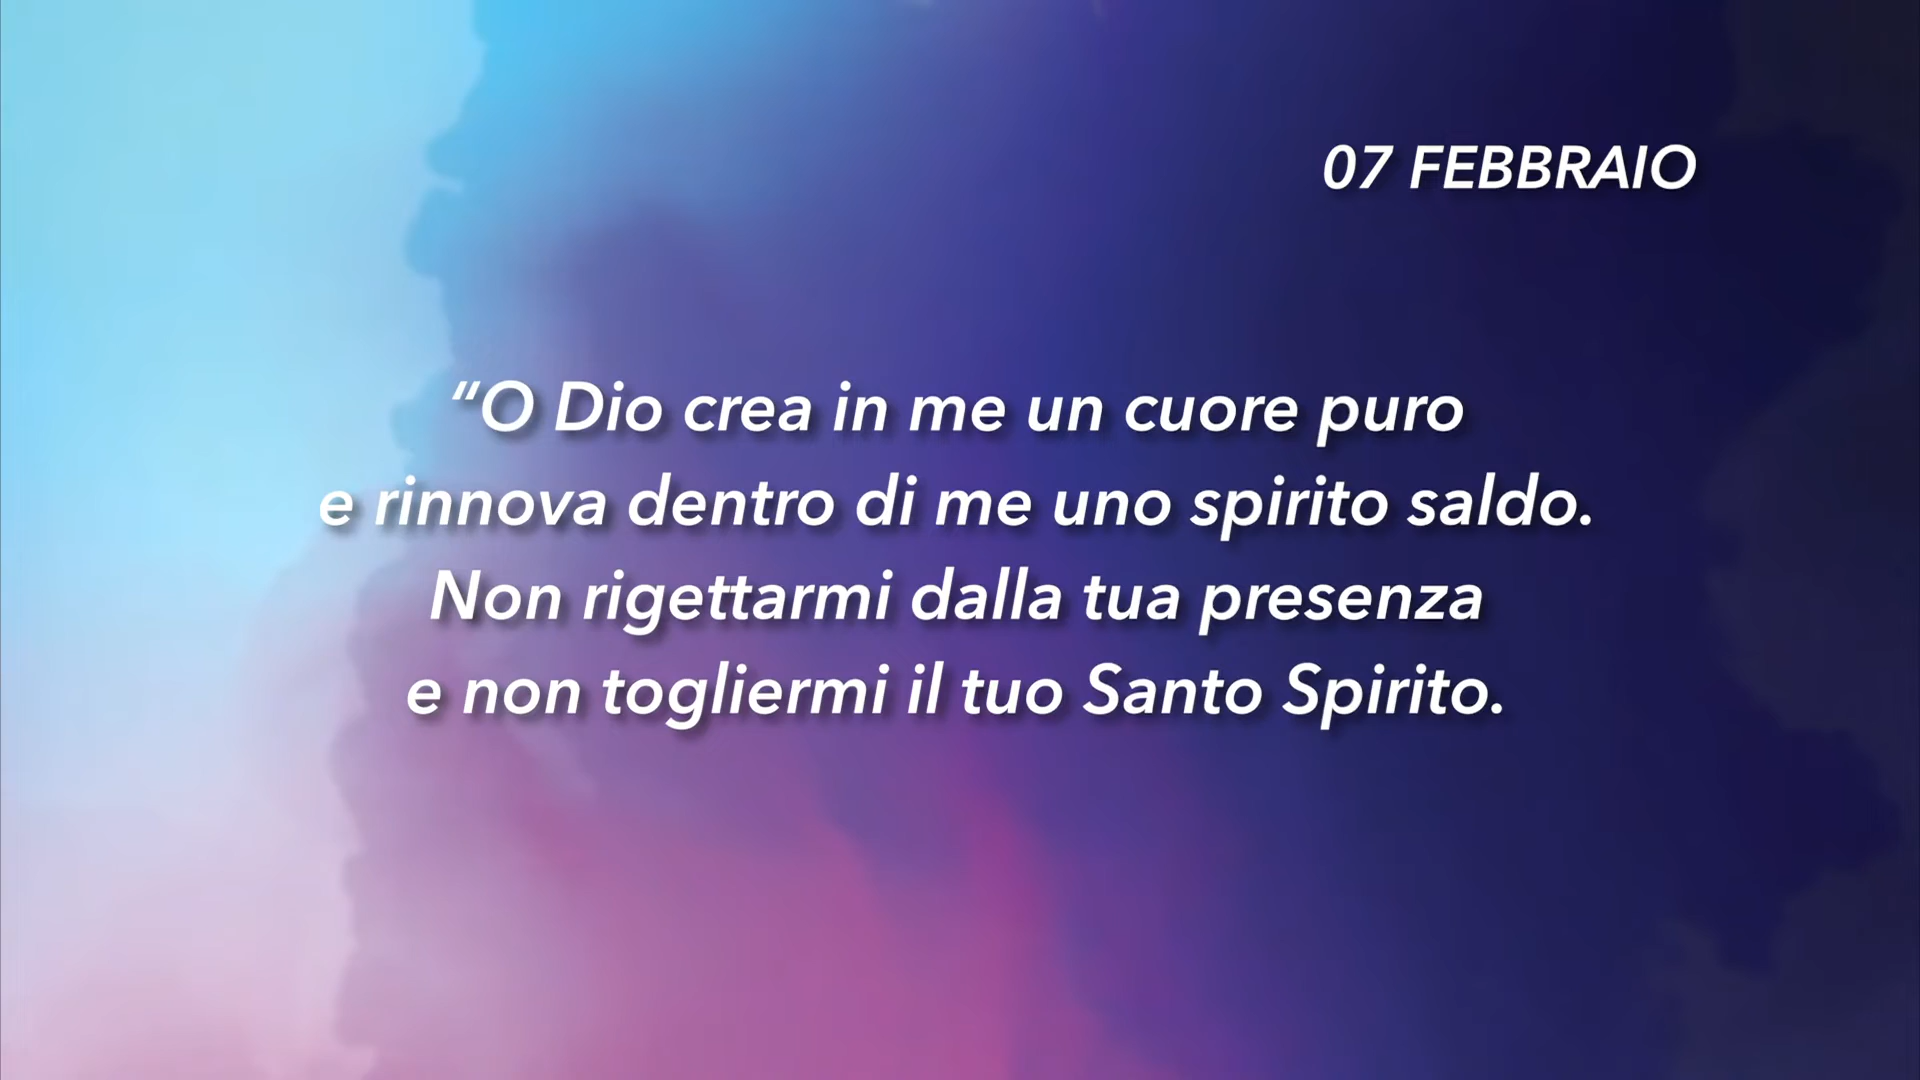 07 FEBBRAIO
“O Dio crea in me un cuore puro
e rinnova dentro di me uno spirito saldo.
Non rigettarmi dalla tua presenza
e non togliermi il tuo Santo Spirito.